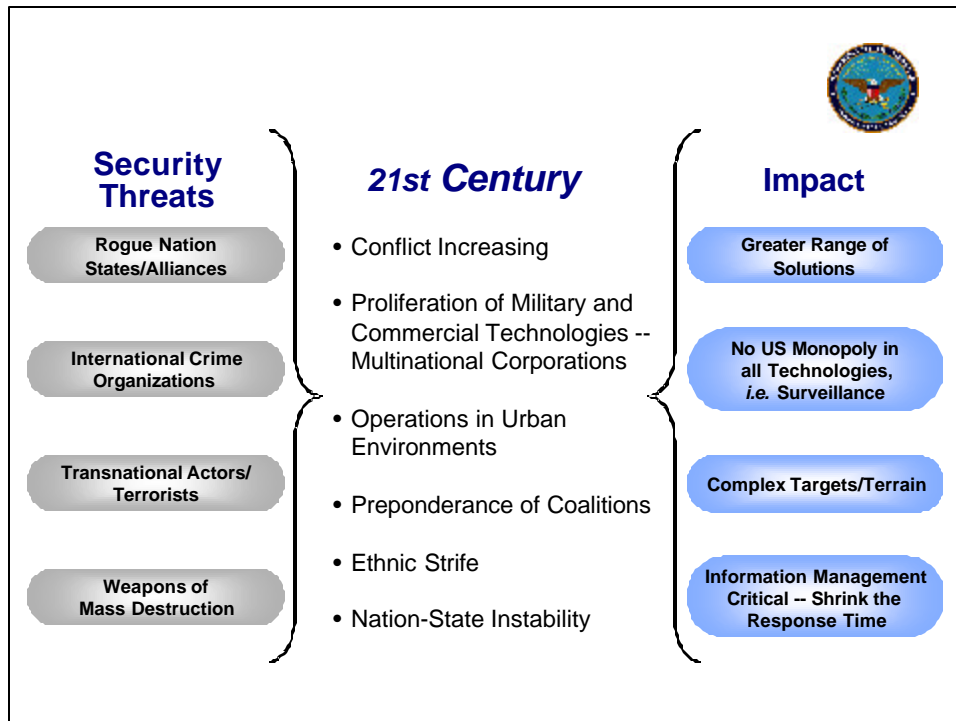 Security
Threats
Rogue Nation
States/Alliances
International Crime
Organizations
Transnational Actors/
Terrorists
Weapons of
Mass Destruction
21st Century
• Conflict Increasing
• Proliferation of Military and
Commercial Technologies --
Multinational Corporations
• Operations in Urban
Environments
• Preponderance of Coalitions
• Ethnic Strife
• Nation-State Instability
Impact
Greater Range of
Solutions
No US Monopoly in
all Technologies,
i.e. Surveillance
Complex Targets/Terrain
Information Management
Critical -- Shrink the
Response Time